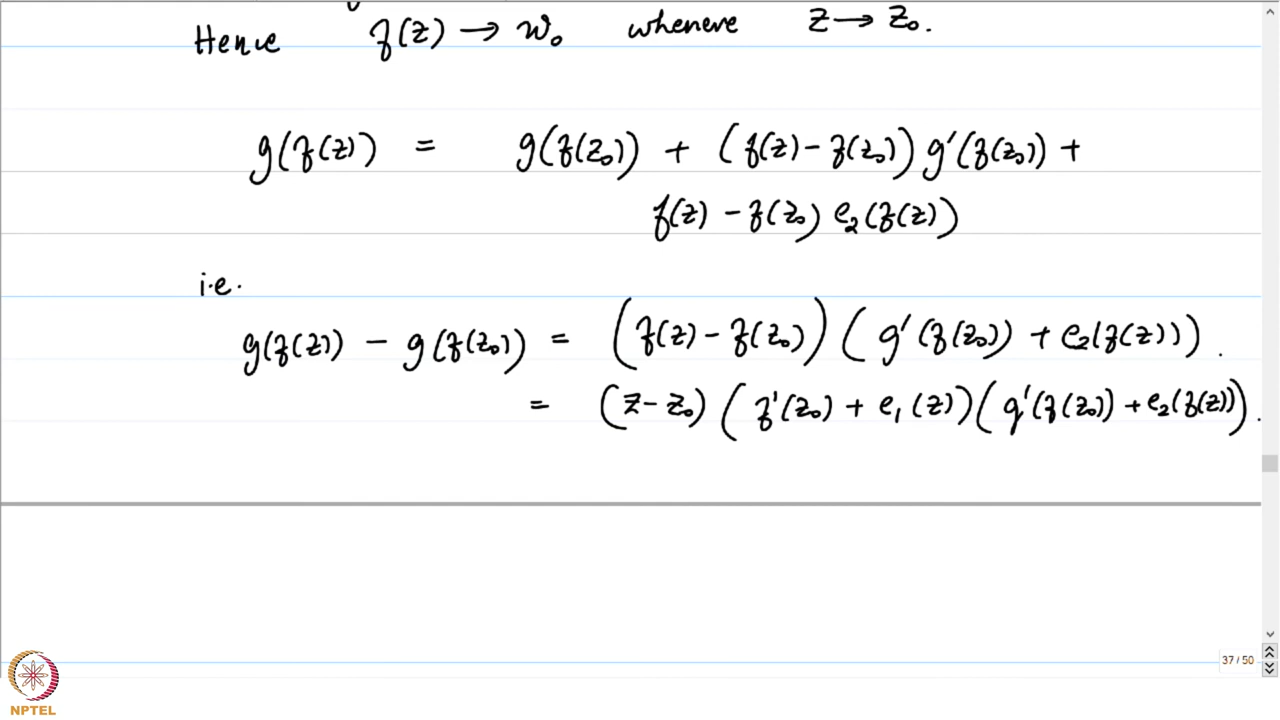 Hence f(z) → w₀ whenere z → z₀.
g(f(z)) = g(f(z₀)) + (f(z) - f(z₀)) g'(f(z₀)) +
f(z) - f(z₀) e₂(f(z))
i.e.
g(f(z)) - g(f(z₀)) = (f(z) - f(z₀)) (g'(f(z₀)) + e₂(f(z))).
= (z - z₀) (f'(z₀) + e₁(z)) (g'(f(z₀)) + e₂(f(z))).
37 / 50
NPTEL